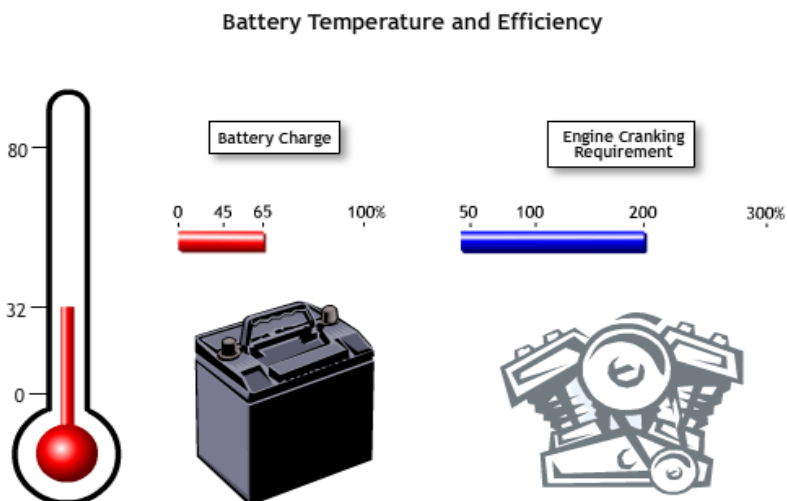 Battery Temperature and Efficiency
Battery Charge
Engine Cranking
Requirement
80
0 45 65 100%
50 100 200 300%
32
0